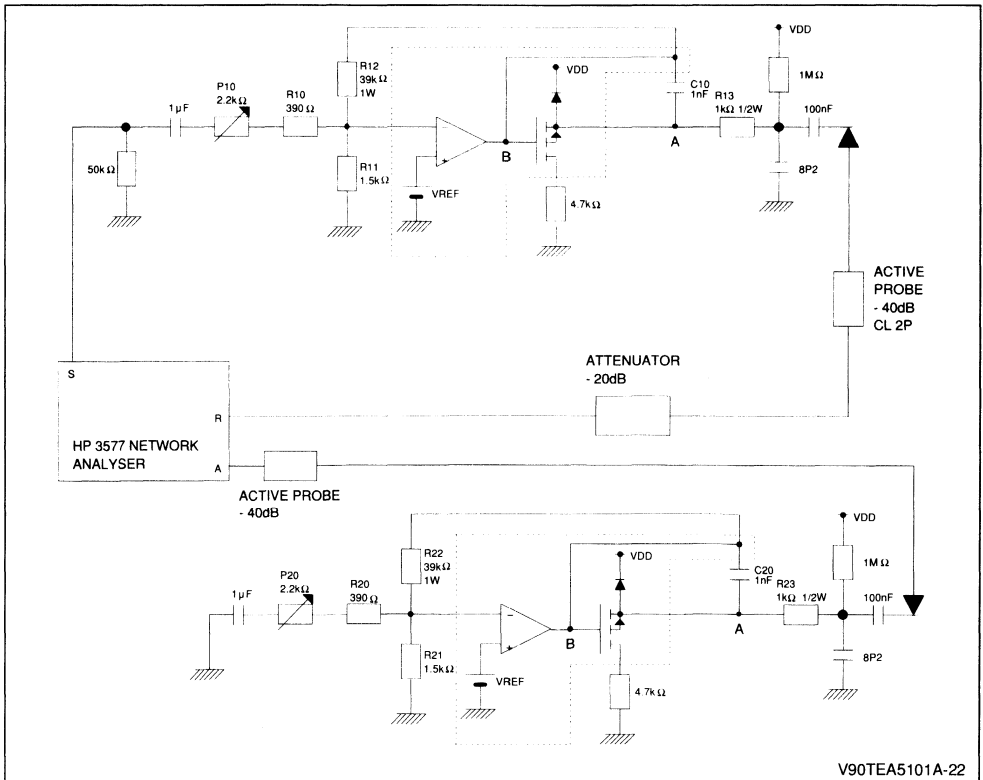 VDD
R12
39kΩ
1W
VDD
1MΩ
P10
2.2kΩ
R10
390Ω
C10
1nF
R13
1kΩ 1/2W
1µF
100nF
A
B
+
50kΩ
R11
1.5kΩ
VREF
8P2
4.7kΩ
ACTIVE
PROBE
- 40dB
CL 2P
ATTENUATOR
- 20dB
S
R
HP 3577 NETWORK
ANALYSER
A
ACTIVE PROBE
- 40dB
VDD
R22
39kΩ
1W
VDD
1MΩ
P20
2.2kΩ
R20
390Ω
C20
1nF
R23
1kΩ 1/2W
1µF
100nF
−
A
B
+
R21
1.5kΩ
VREF
8P2
4.7kΩ
V90TEA5101A-22